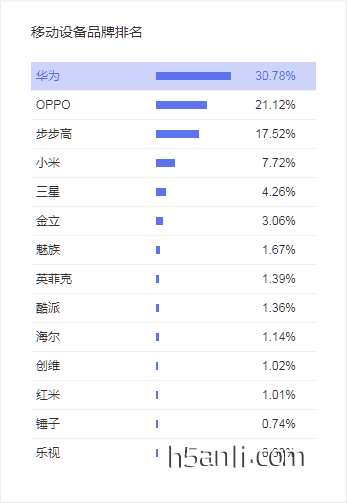 移动设备品牌排名
华为 30.78%
OPPO 21.12%
步步高 17.52%
小米 7.72%
三星 4.26%
金立 3.06%
魅族 1.67%
英菲克 1.39%
酷派 1.36%
海尔 1.14%
创维 1.02%
红米 1.01%
锤子 0.74%
乐视
h5anli.com